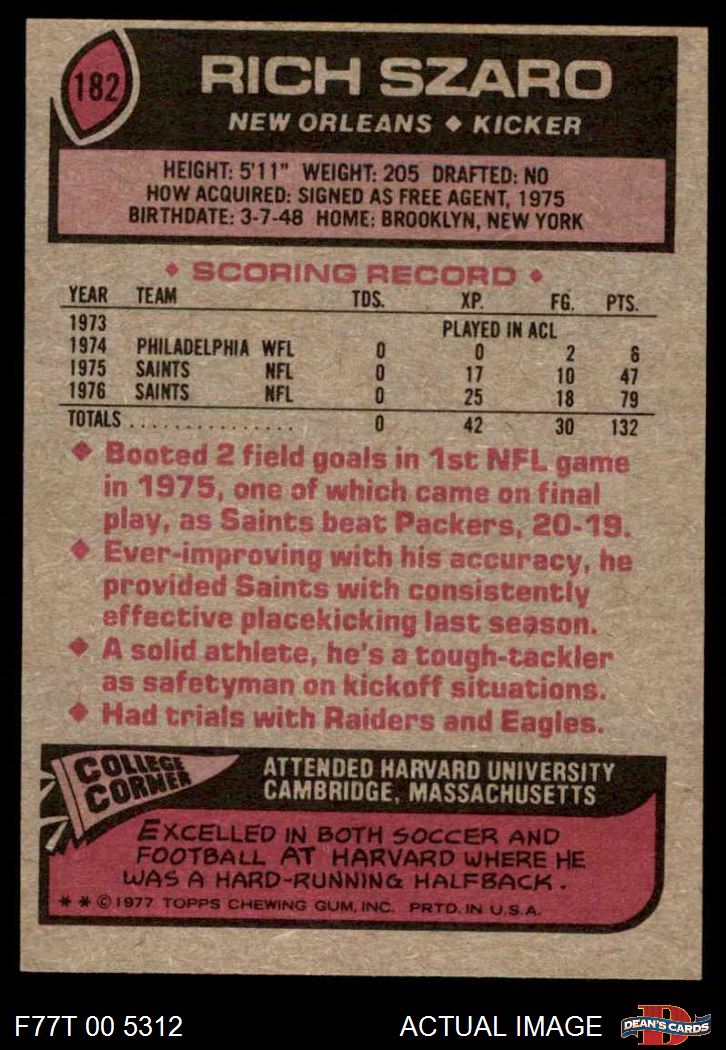 182
RICH SZARO
NEW ORLEANS ♦ KICKER
HEIGHT: 5'11" WEIGHT: 205 DRAFTED: NO
HOW ACQUIRED: SIGNED AS FREE AGENT, 1975
BIRTHDATE: 3-7-48 HOME: BROOKLYN, NEW YORK
♦ SCORING RECORD ♦
YEAR TEAM TDS. XP. FG. PTS.
1973 PLAYED IN ACL
1974 PHILADELPHIA WFL 0 0 2 6
1975 SAINTS NFL 0 17 10 47
1976 SAINTS NFL 0 25 18 79
TOTALS . . . . . . . . . . . . . . . 0 42 30 132
♦ Booted 2 field goals in 1st NFL game
in 1975, one of which came on final
play, as Saints beat Packers, 20-19.
♦ Ever-improving with his accuracy, he
provided Saints with consistently
effective placekicking last season.
♦ A solid athlete, he's a tough-tackler
as safetyman on kickoff situations.
♦ Had trials with Raiders and Eagles.
COLLEGE
CORNER
ATTENDED HARVARD UNIVERSITY
CAMBRIDGE, MASSACHUSETTS
EXCELLED IN BOTH SOCCER AND
FOOTBALL AT HARVARD WHERE HE
WAS A HARD-RUNNING HALFBACK.
* * © 1977 TOPPS CHEWING GUM, INC. PRTD. IN U.S.A.
F77T 00 5312
ACTUAL IMAGE
D
DEAN'S CARDS